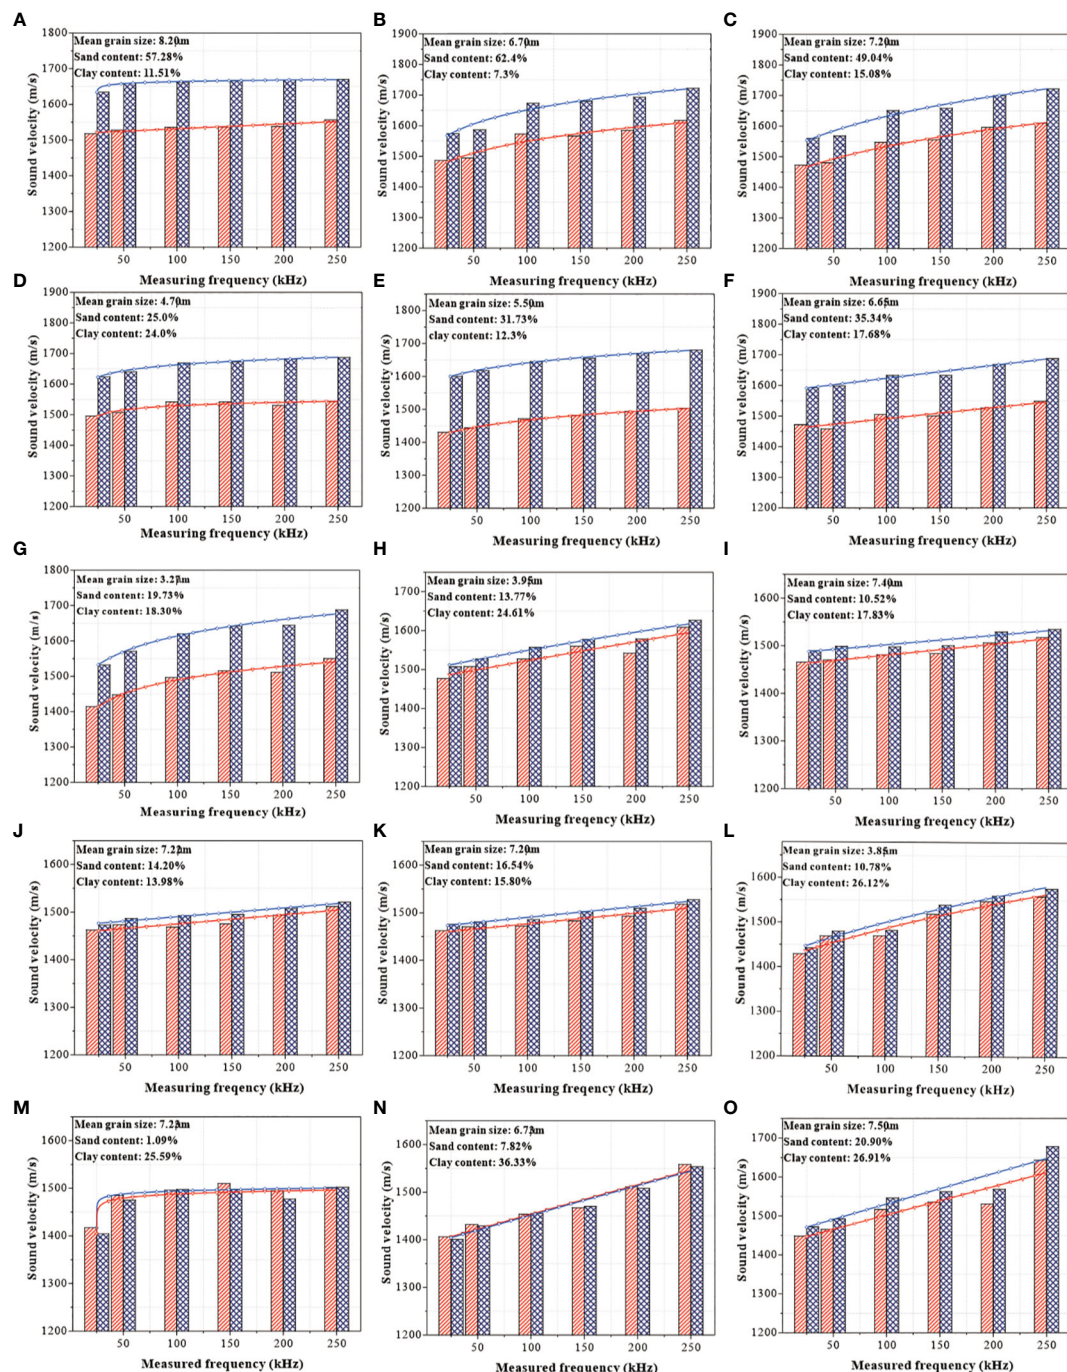 A
Mean grain size: 8.20μm
Sand content: 57.28%
Clay content: 11.51%
Sound velocity (m/s)
1800
1700
1600
1500
1400
1300
1200
50 100 150 200 250
Measuring frequency (kHz)
B
Mean grain size: 6.70μm
Sand content: 62.4%
Clay content: 7.3%
Sound velocity (m/s)
1900
1800
1700
1600
1500
1400
1300
1200
50 100 150 200 250
Measuring frequency (kHz)
C
Mean grain size: 7.20μm
Sand content: 49.04%
Clay content: 15.08%
Sound velocity (m/s)
1900
1800
1700
1600
1500
1400
1300
1200
50 100 150 200 250
Measuring frequency (kHz)
D
Mean grain size: 4.70μm
Sand content: 25.0%
Clay content: 24.0%
Sound velocity (m/s)
1900
1800
1700
1600
1500
1400
1300
1200
50 100 150 200 250
Measuring frequency (kHz)
E
Mean grain size: 5.50μm
Sand content: 31.73%
clay content: 12.3%
Sound velocity (m/s)
1800
1700
1600
1500
1400
1300
1200
50 100 150 200 250
Measuring frequency (kHz)
F
Mean grain size: 6.65μm
Sand content: 35.34%
Clay content: 17.68%
Sound velocity (m/s)
1900
1800
1700
1600
1500
1400
1300
1200
50 100 150 200 250
Measuring frequency (kHz)
G
Mean grain size: 3.27μm
Sand content: 19.73%
Clay content: 18.30%
Sound velocity (m/s)
1800
1700
1600
1500
1400
1300
1200
50 100 150 200 250
Measuring frequency (kHz)
H
Mean grain size: 3.95μm
Sand content: 13.77%
Clay content: 24.61%
Sound velocity (m/s)
1700
1600
1500
1400
1300
1200
50 100 150 200 250
Measuring frequency (kHz)
I
Mean grain size: 7.40μm
Sand content: 10.52%
Clay content: 17.83%
Sound velocity (m/s)
1600
1500
1400
1300
1200
50 100 150 200 250
Measuring frequency (kHz)
J
Mean grain size: 7.22μm
Sand content: 14.20%
Clay content: 13.98%
Sound velocity (m/s)
1600
1500
1400
1300
1200
50 100 150 200 250
Measuring freqency (kHz)
K
Mean grain size: 7.20μm
Sand content: 16.54%
Clay content: 15.80%
Sound velocity (m/s)
1600
1500
1400
1300
1200
50 100 150 200 250
Measuring freqency (kHz)
L
Mean grain size: 3.85μm
Sand content: 10.78%
Clay content: 26.12%
Sound velocity (m/s)
1600
1500
1400
1300
1200
50 100 150 200 250
Measuring freqency (kHz)
M
Mean grain size: 7.23μm
Sand content: 1.09%
Clay content: 25.59%
Sound velocity (m/s)
1600
1500
1400
1300
1200
50 100 150 200 250
Measured frequency (kHz)
N
Mean grain size: 6.73μm
Sand content: 7.82%
Clay content: 36.33%
Sound velocity (m/s)
1600
1500
1400
1300
1200
50 100 150 200 250
Measured frequency (kHz)
O
Mean grain size: 7.50μm
Sand content: 20.90%
Clay content: 26.91%
Sound velocity (m/s)
1700
1600
1500
1400
1300
1200
50 100 150 200 250
Measured frequency (kHz)